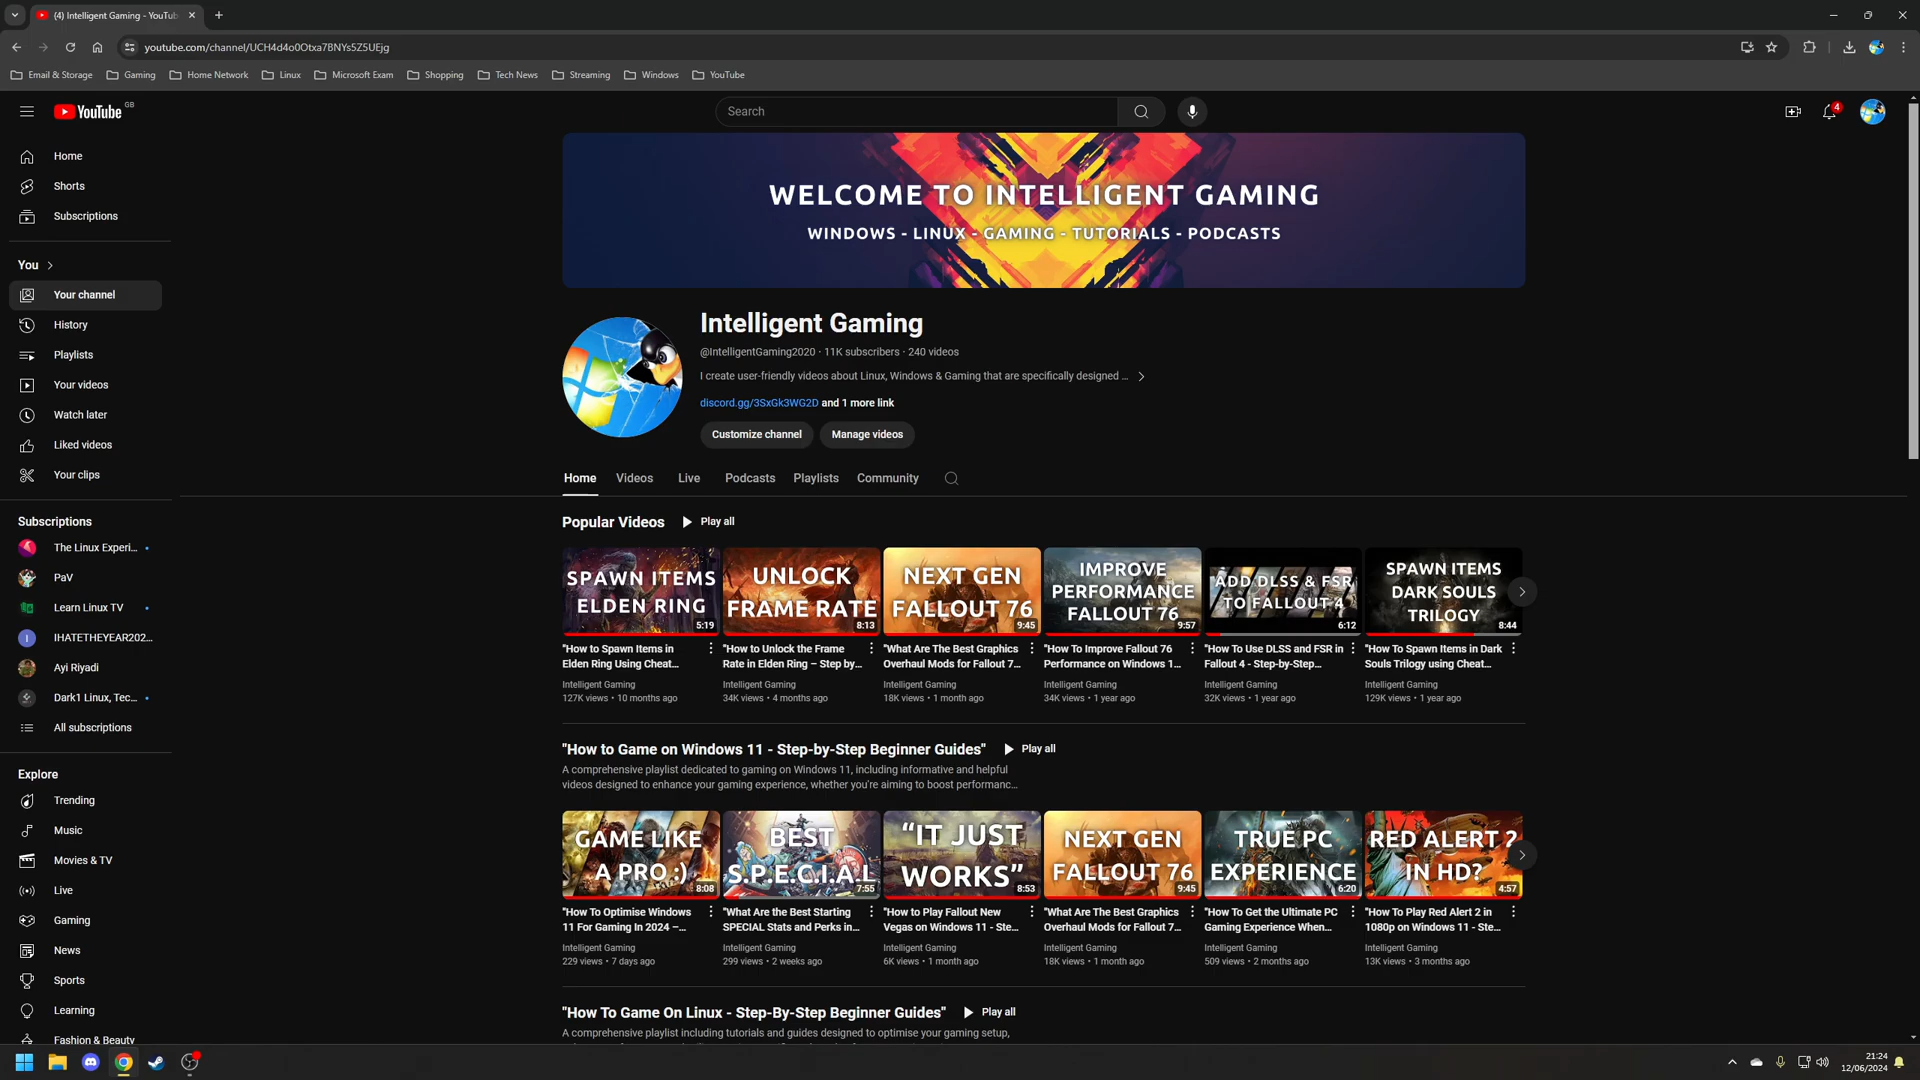 (4) Intelligent Gaming - YouTub
youtube.com/channel/UCH4d4o0Otxa7BNYs5Z5UEjg
Email & Storage
Gaming
Home Network
Linux
Microsoft Exam
Shopping
Tech News
Streaming
Windows
YouTube
YouTube GB
Search
4
Home
Shorts
Subscriptions
You
Your channel
History
Playlists
Your videos
Watch later
Liked videos
Your clips
Subscriptions
The Linux Experi...
PaV
Learn Linux TV
I IHATETHEYEAR202...
Ayi Riyadi
Dark1 Linux, Tec...
All subscriptions
Explore
Trending
Music
Movies & TV
Live
Gaming
News
Sports
Learning
Fashion & Beauty
WELCOME TO INTELLIGENT GAMING
WINDOWS - LINUX - GAMING - TUTORIALS - PODCASTS
Intelligent Gaming
@IntelligentGaming2020 · 11K subscribers · 240 videos
I create user-friendly videos about Linux, Windows & Gaming that are specifically designed ...
discord.gg/3SxGk3WG2D and 1 more link
Customize channel
Manage videos
Home
Videos
Live
Podcasts
Playlists
Community
Popular Videos
Play all
SPAWN ITEMS
ELDEN RING
5:19
"How to Spawn Items in
Elden Ring Using Cheat...
Intelligent Gaming
127K views • 10 months ago
UNLOCK
FRAME RATE
8:13
"How to Unlock the Frame
Rate in Elden Ring – Step by...
Intelligent Gaming
34K views • 4 months ago
NEXT GEN
FALLOUT 76
9:45
"What Are The Best Graphics
Overhaul Mods for Fallout 7...
Intelligent Gaming
18K views • 1 month ago
IMPROVE
PERFORMANCE
FALLOUT 76
9:57
"How To Improve Fallout 76
Performance on Windows 1...
Intelligent Gaming
34K views • 1 year ago
ADD DLSS & FSR
TO FALLOUT 4
6:12
"How To Use DLSS and FSR in
Fallout 4 - Step-by-Step...
Intelligent Gaming
32K views • 1 year ago
SPAWN ITEMS
DARK SOULS
TRILOGY
8:44
"How To Spawn Items in Dark
Souls Trilogy using Cheat...
Intelligent Gaming
129K views • 1 year ago
"How to Game on Windows 11 - Step-by-Step Beginner Guides"
Play all
A comprehensive playlist dedicated to gaming on Windows 11, including informative and helpful
videos designed to enhance your gaming experience, whether you're aiming to boost performanc...
GAME LIKE
A PRO :)
8:08
"How To Optimise Windows
11 For Gaming In 2024 –...
Intelligent Gaming
229 views • 7 days ago
BEST
S.P.E.C.I.A.L
7:55
"What Are the Best Starting
SPECIAL Stats and Perks in...
Intelligent Gaming
299 views • 2 weeks ago
"IT JUST
WORKS"
8:53
"How to Play Fallout New
Vegas on Windows 11 - Ste...
Intelligent Gaming
6K views • 1 month ago
NEXT GEN
FALLOUT 76
9:45
"What Are The Best Graphics
Overhaul Mods for Fallout 7...
Intelligent Gaming
18K views • 1 month ago
TRUE PC
EXPERIENCE
6:20
"How To Get the Ultimate PC
Gaming Experience When...
Intelligent Gaming
509 views • 2 months ago
RED ALERT 2
IN HD?
4:57
"How To Play Red Alert 2 in
1080p on Windows 11 - Ste...
Intelligent Gaming
13K views • 3 months ago
"How To Game On Linux - Step-By-Step Beginner Guides"
Play all
A comprehensive playlist including tutorials and guides designed to optimise your gaming setup,
21:24
12/06/2024